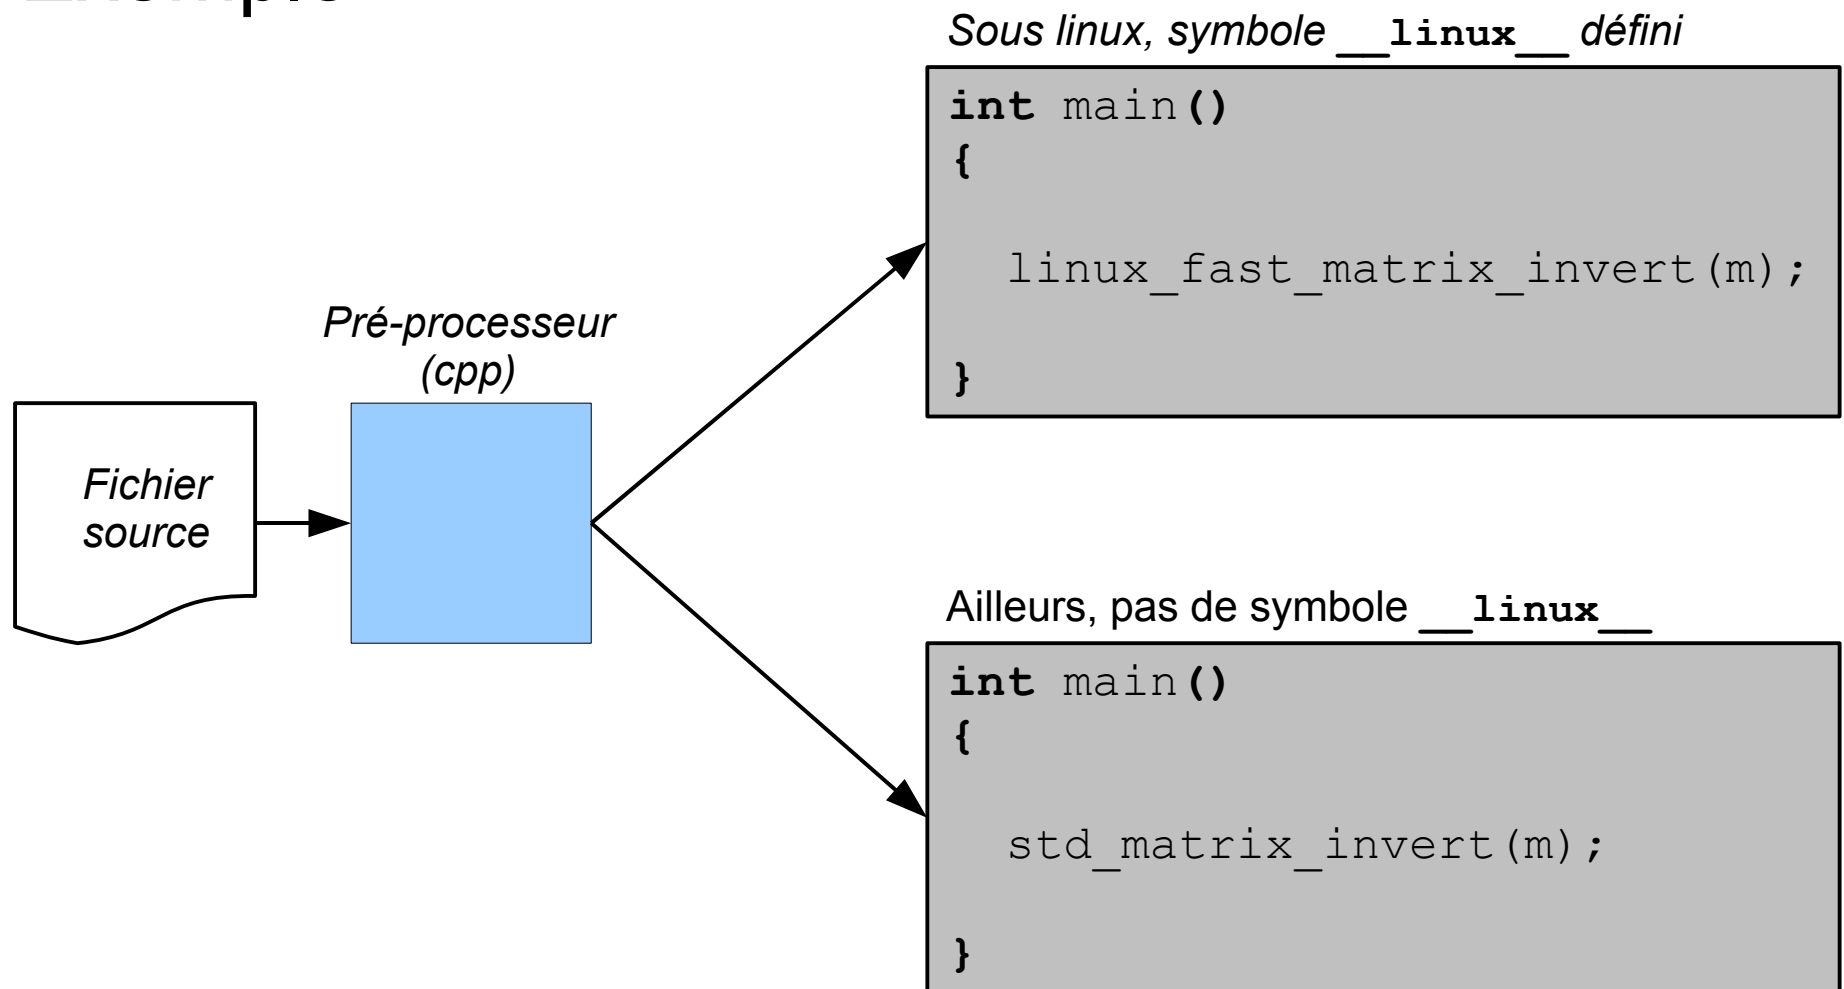 Sous linux, symbole __linux__ défini
int main()
{
linux_fast_matrix_invert(m);
}
Pré-processeur
(cpp)
Fichier
source
Ailleurs, pas de symbole __linux__
int main()
{
std_matrix_invert(m);
}